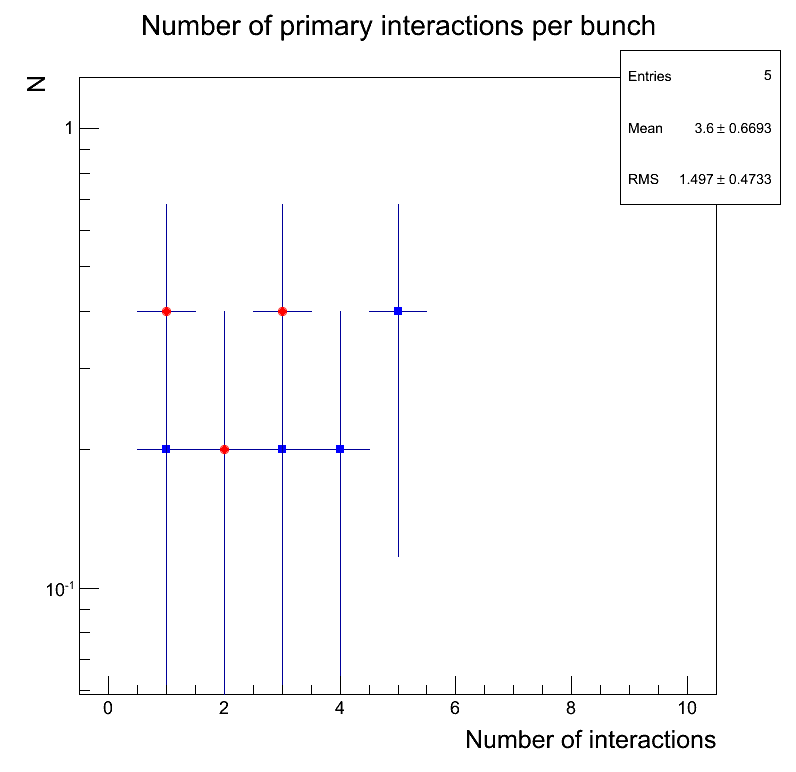 Number of primary interactions per bunch
N
Entries 5
Mean 3.6 ± 0.6693
RMS 1.497 ± 0.4733
1
10⁻¹
0 2 4 6 8 10
Number of interactions